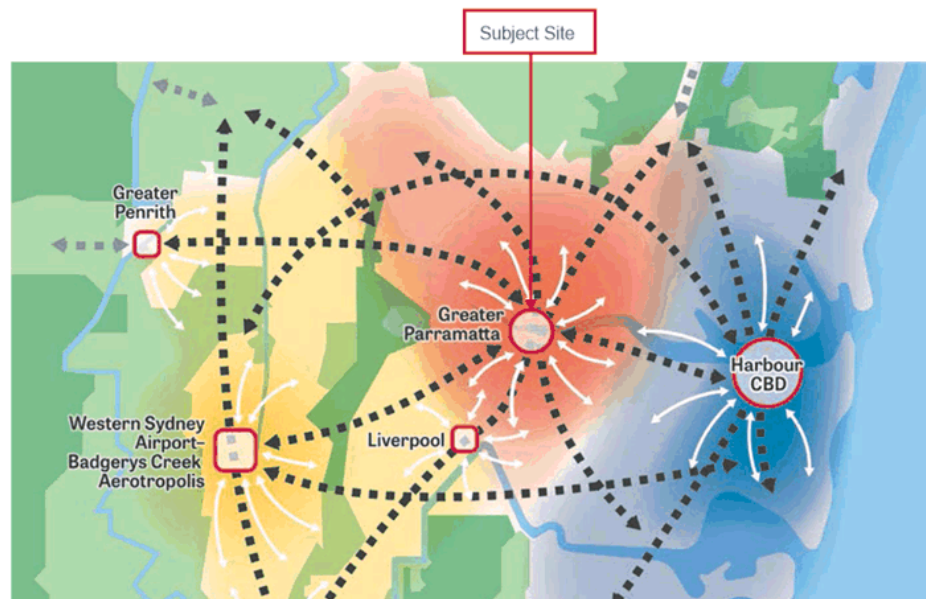 Subject Site
Greater
Penrith
Greater
Parramatta
Harbour
CBD
Western Sydney
Airport–
Badgerys Creek
Aerotropolis
Liverpool